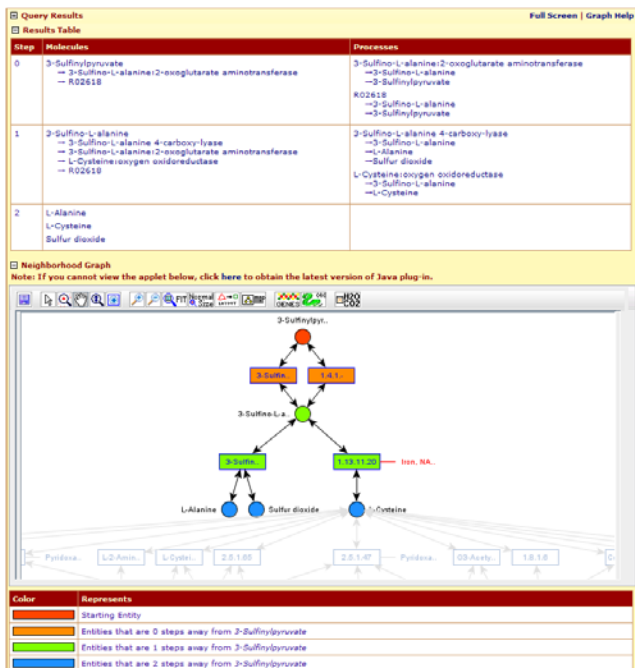 Query Results
Full Screen | Graph Help
Results Table
Step Molecules Processes
0
3-Sulfinylpyruvate
→ 3-Sulfino-L-alanine:2-oxoglutarate aminotransferase
→ R02618
3-Sulfino-L-alanine:2-oxoglutarate aminotransferase
→3-Sulfino-L-alanine
→3-Sulfinylpyruvate
R02618
→3-Sulfino-L-alanine
→3-Sulfinylpyruvate
1
3-Sulfino-L-alanine
→ 3-Sulfino-L-alanine 4-carboxy-lyase
→ 3-Sulfino-L-alanine:2-oxoglutarate aminotransferase
→ L-Cysteine:oxygen oxidoreductase
→ R02618
3-Sulfino-L-alanine 4-carboxy-lyase
→3-Sulfino-L-alanine
→L-Alanine
→Sulfur dioxide
L-Cysteine:oxygen oxidoreductase
→3-Sulfino-L-alanine
→L-Cysteine
2
L-Alanine
L-Cysteine
Sulfur dioxide
Neighborhood Graph
Note: If you cannot view the applet below, click here to obtain the latest version of Java plug-in.
FIT Normal Size GENES H2O CO2
3-Sulfinylpyr..
3-Sulfin.. 1.4.1-
3-Sulfino-L-a..
3-Sulfin.. 1.13.11.20 Iron, NA..
L-Alanine Sulfur dioxide L-Cysteine
Pyridoxa.. L-2-Amin.. L-Cystei.. 2.5.1.65 2.5.1.47 Pyridoxa.. O3-Acety.. 1.8.1.6
Color Represents
Starting Entity
Entities that are 0 steps away from 3-Sulfinylpyruvate
Entities that are 1 steps away from 3-Sulfinylpyruvate
Entities that are 2 steps away from 3-Sulfinylpyruvate